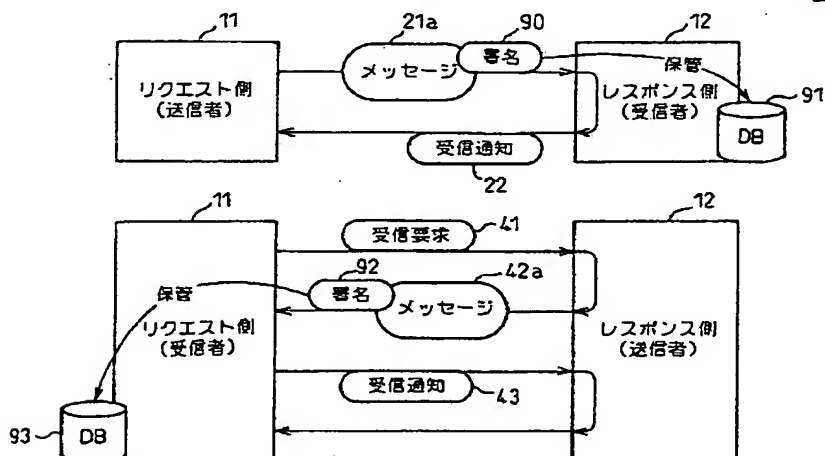 11
21a
90
12
署名
メッセージ
保管
リクエスト側
(送信者)
レスポンス側
(受信者)
91
DB
受信通知
22
11
12
受信要求
41
92
42a
保管
署名
メッセージ
リクエスト側
(受信者)
レスポンス側
(送信者)
受信通知
43
93
DB